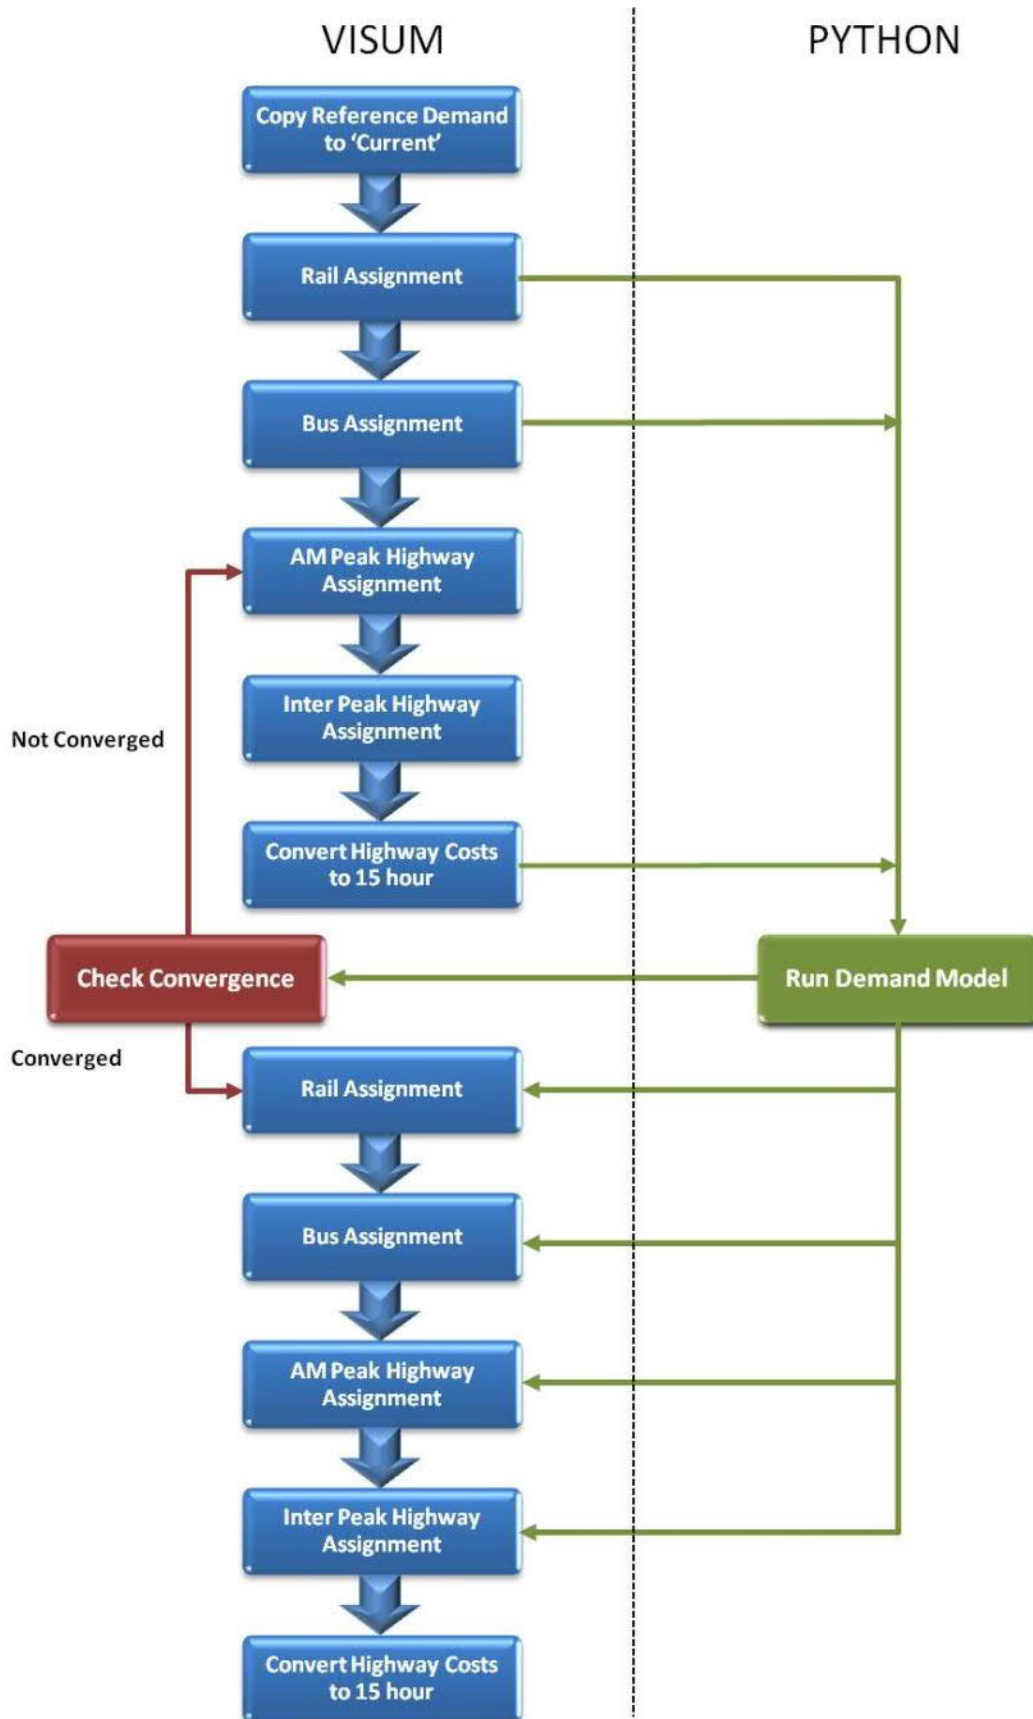 VISUM
PYTHON
Copy Reference Demand
to ‘Current’
Rail Assignment
Bus Assignment
AM Peak Highway
Assignment
Inter Peak Highway
Assignment
Not Converged
Convert Highway Costs
to 15 hour
Check Convergence
Run Demand Model
Converged
Rail Assignment
Bus Assignment
AM Peak Highway
Assignment
Inter Peak Highway
Assignment
Convert Highway Costs
to 15 hour